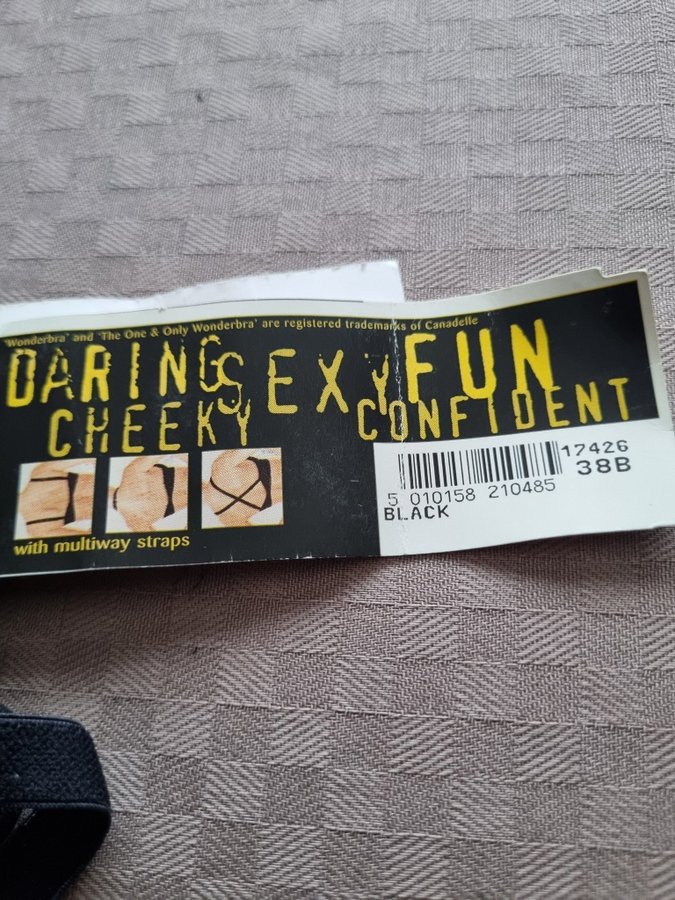 'Wonderbra' and 'The One & Only Wonderbra' are registered trademarks of Canadelle
DARING SEXY FUN
CHEEKY CONFIDENT
17426
38B
5 010158 210485
BLACK
with multiway straps